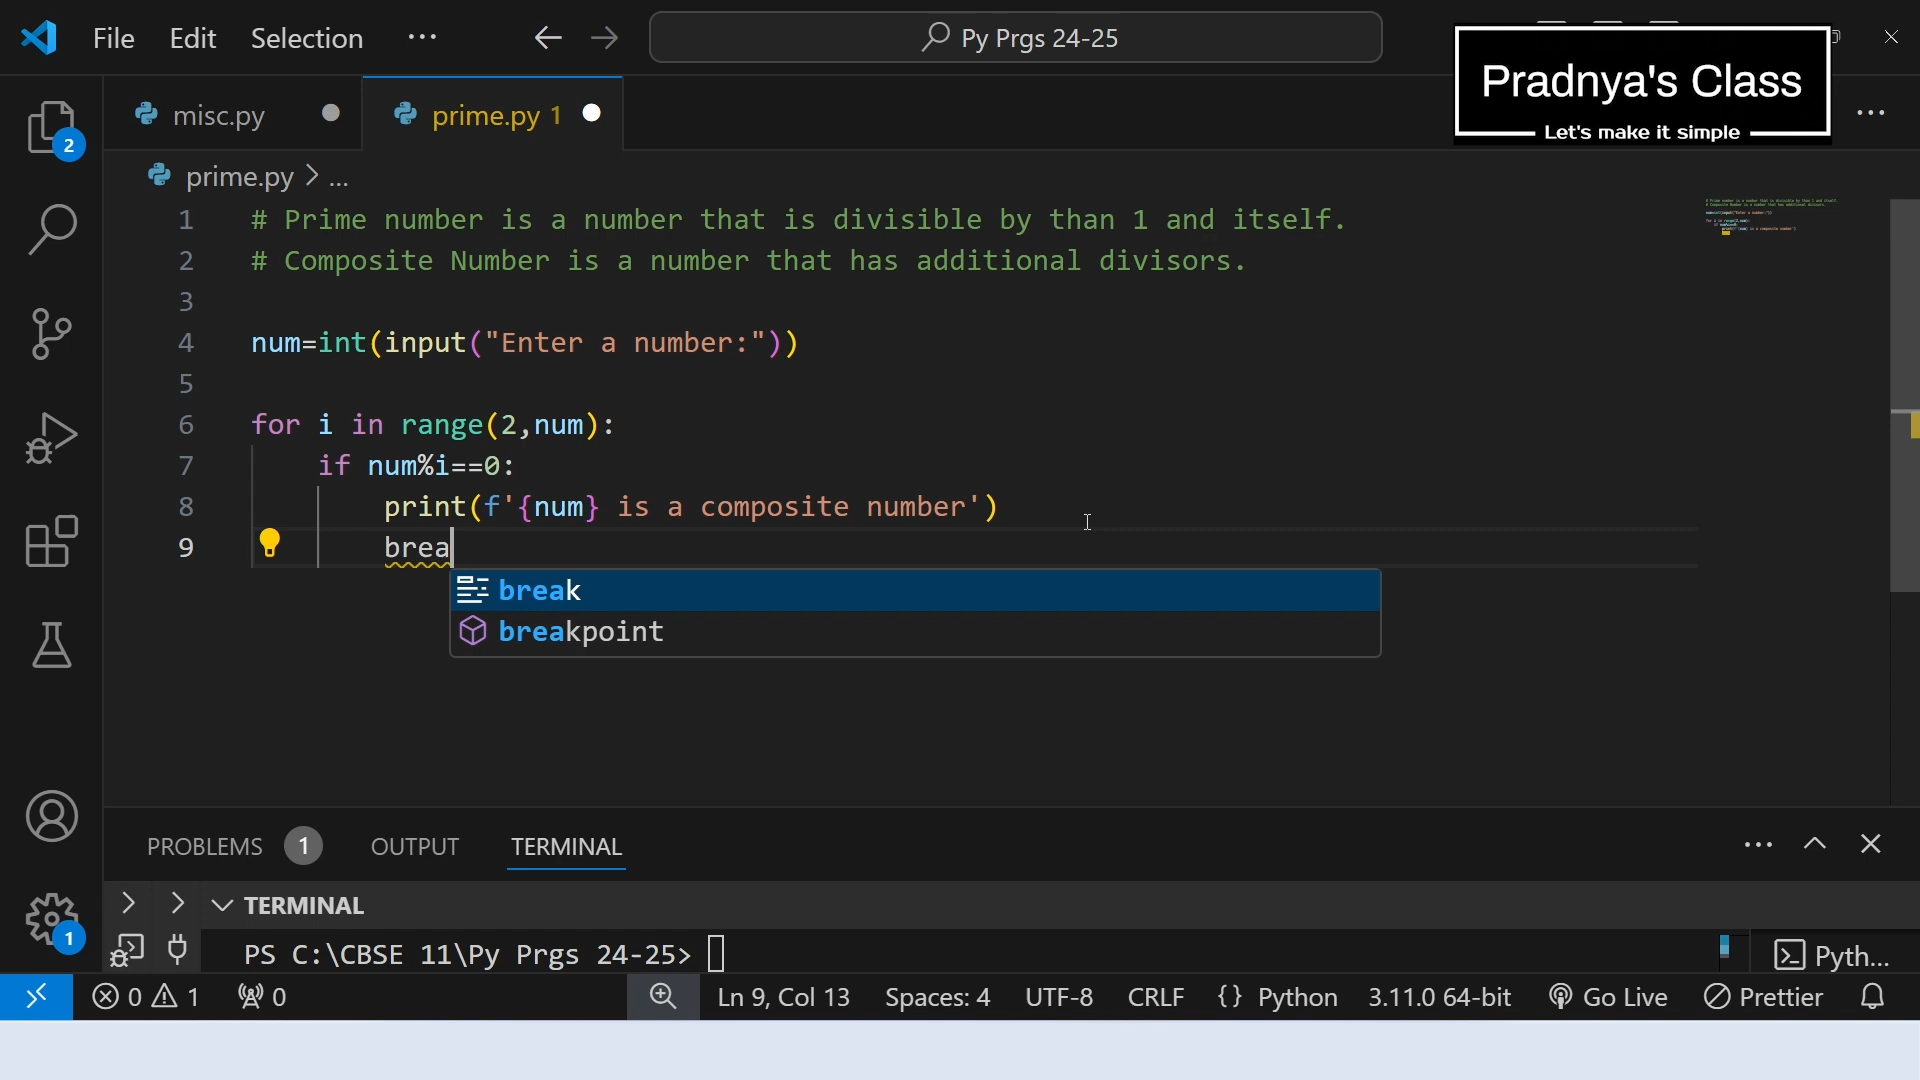 File Edit Selection ··· Py Prgs 24-25
Pradnya's Class
Let's make it simple
misc.py prime.py 1
2
prime.py > ...
1 # Prime number is a number that is divisible by than 1 and itself.
2 # Composite Number is a number that has additional divisors.
3
4 num=int(input("Enter a number:"))
5
6 for i in range(2,num):
7 if num%i==0:
8 print(f'{num} is a composite number')
9 brea
break
breakpoint
PROBLEMS 1 OUTPUT TERMINAL
TERMINAL
1
PS C:\CBSE 11\Py Prgs 24-25> Pyth...
0 1 0 Ln 9, Col 13 Spaces: 4 UTF-8 CRLF {} Python 3.11.0 64-bit Go Live Prettier